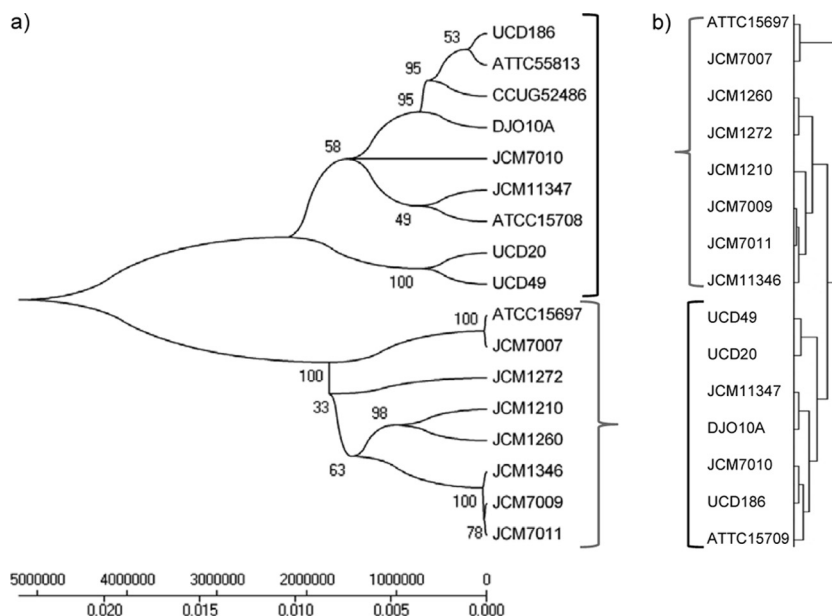 a)
53
UCD186
ATTC55813
95
CCUG52486
95
DJO10A
58
JCM7010
JCM11347
49
ATCC15708
UCD20
100
UCD49
100
ATCC15697
JCM7007
100
JCM1272
33
98
JCM1210
JCM1260
63
JCM1346
100
JCM7009
78
JCM7011
5000000 4000000 3000000 2000000 1000000 0
0.020 0.015 0.010 0.005 0.000
b)
ATTC15697
JCM7007
JCM1260
JCM1272
JCM1210
JCM7009
JCM7011
JCM11346
UCD49
UCD20
JCM11347
DJO10A
JCM7010
UCD186
ATTC15709